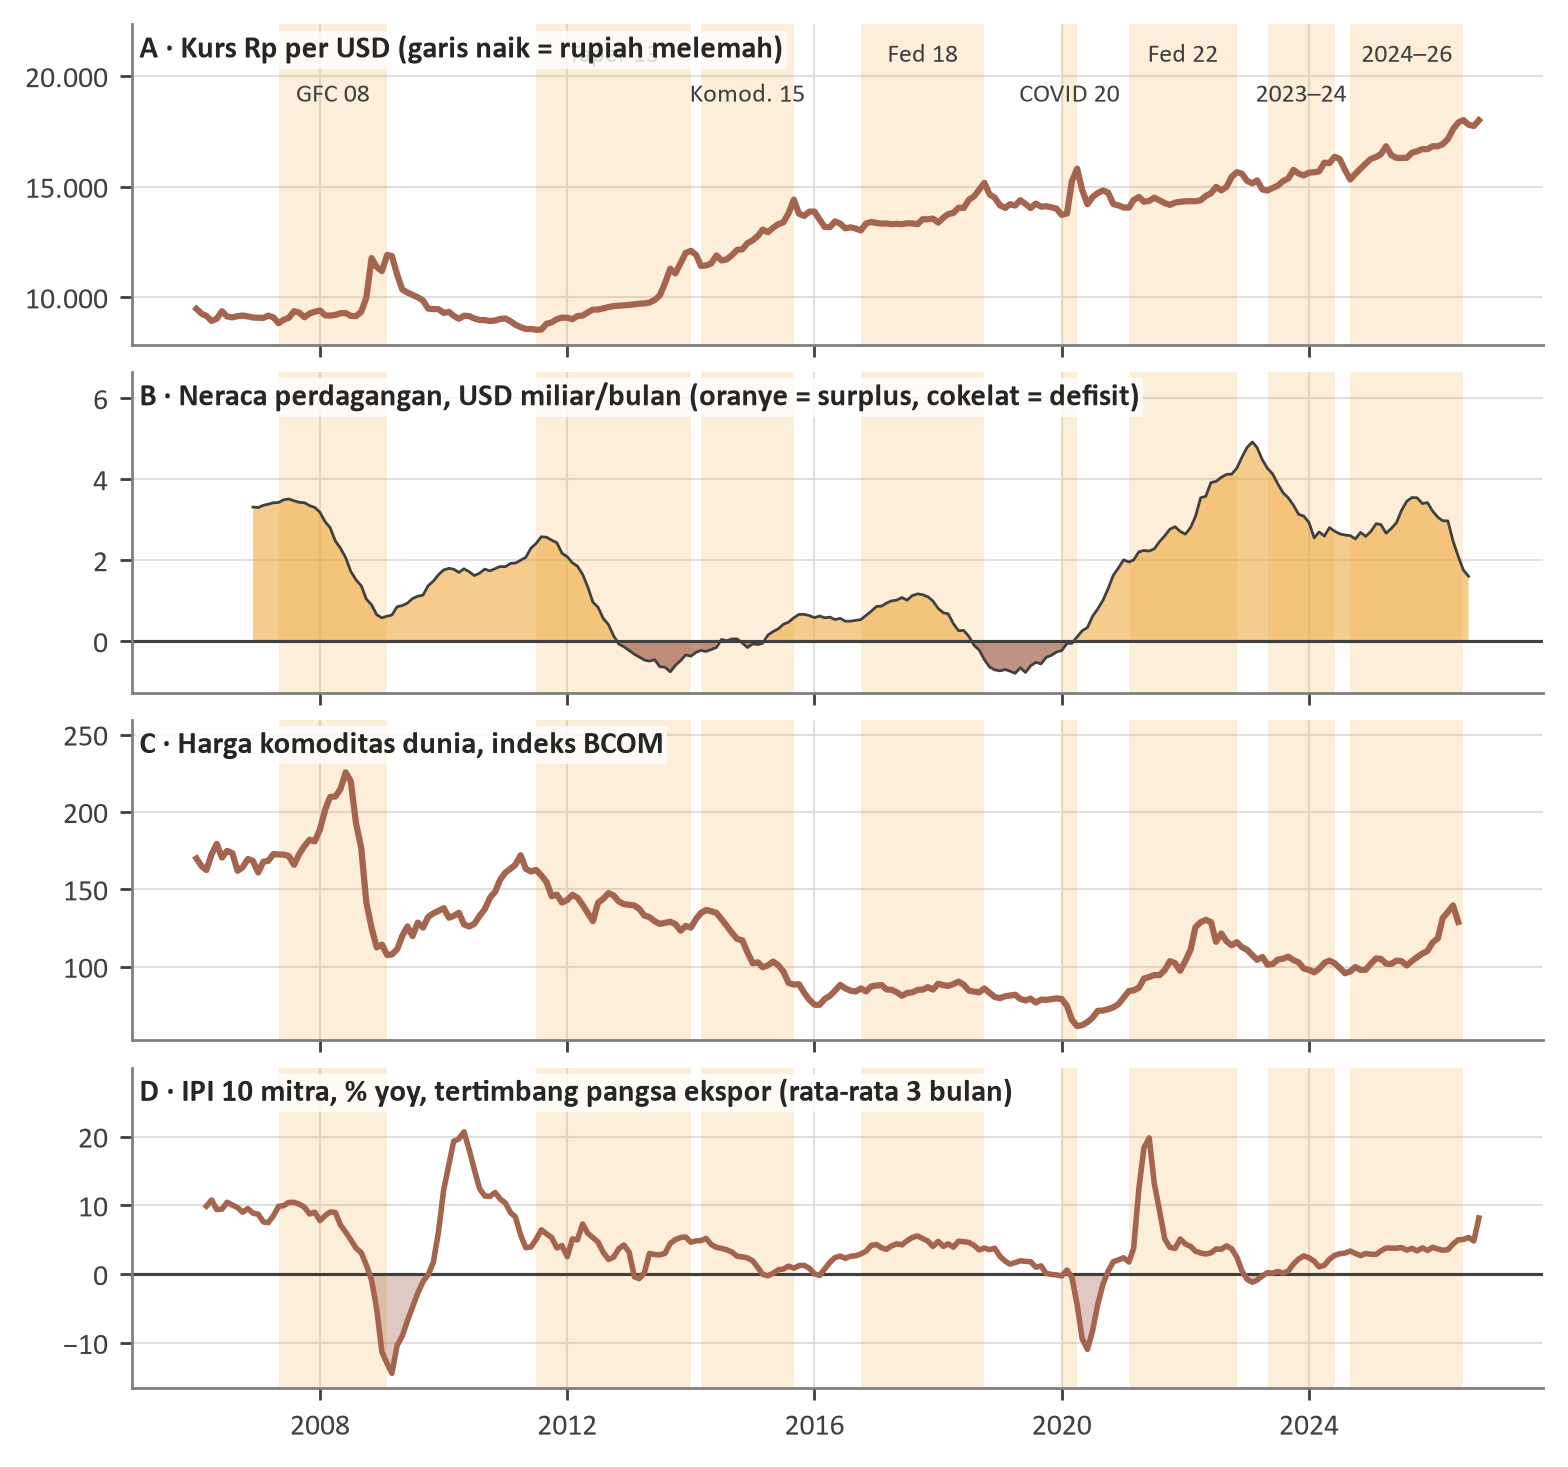 A · Kurs Rp per USD (garis naik = rupiah melemah)
Fed 18
Fed 22
2024–26
GFC 08
Komod. 15
COVID 20
2023–24
20.000
15.000
10.000
B · Neraca perdagangan, USD miliar/bulan (oranye = surplus, cokelat = defisit)
6
4
2
0
C · Harga komoditas dunia, indeks BCOM
250
200
150
100
D · IPI 10 mitra, % yoy, tertimbang pangsa ekspor (rata-rata 3 bulan)
20
10
0
−10
2008
2012
2016
2020
2024